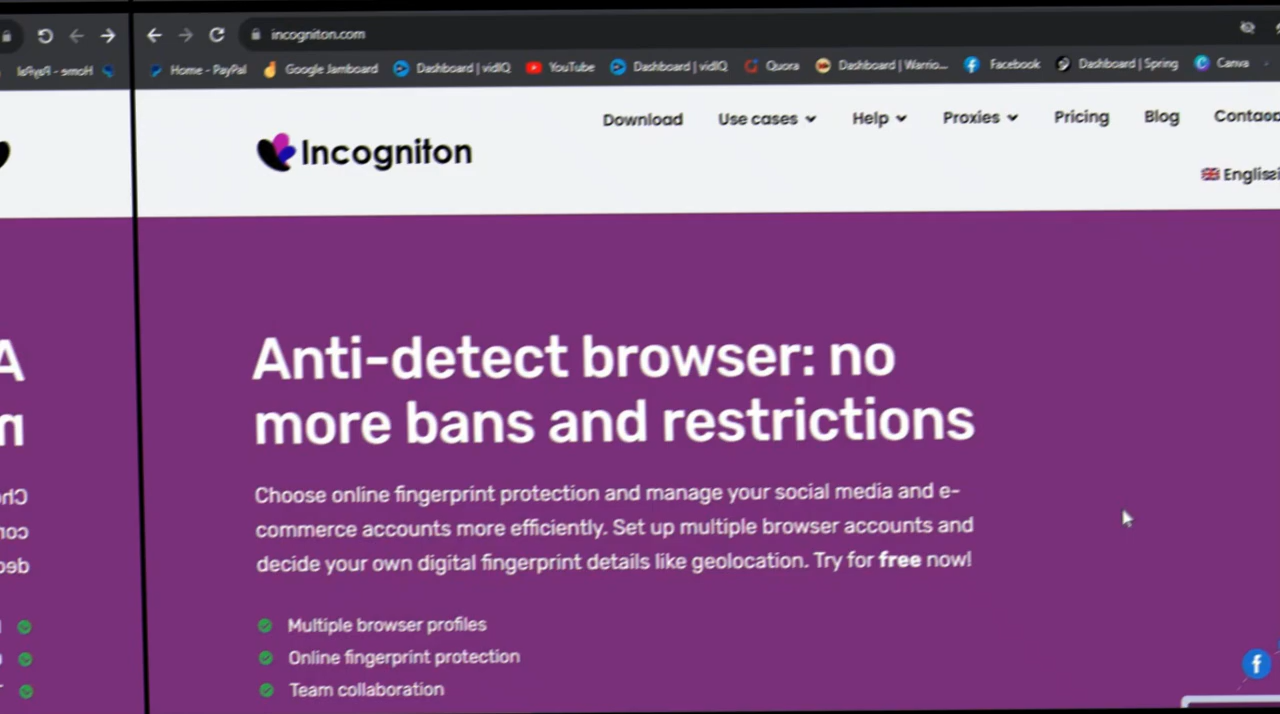 incogniton.com
Home - PayPal Google Jamboard Dashboard | vidIQ YouTube Dashboard | vidIQ Quora Dashboard | Warrio... Facebook Dashboard | Spring Canva
Download Use cases Help Proxies Pricing Blog
Incogniton
Anti-detect browser: no
more bans and restrictions
Choose online fingerprint protection and manage your social media and e-
commerce accounts more efficiently. Set up multiple browser accounts and
decide your own digital fingerprint details like geolocation. Try for free now!
Multiple browser profiles
Online fingerprint protection
Team collaboration